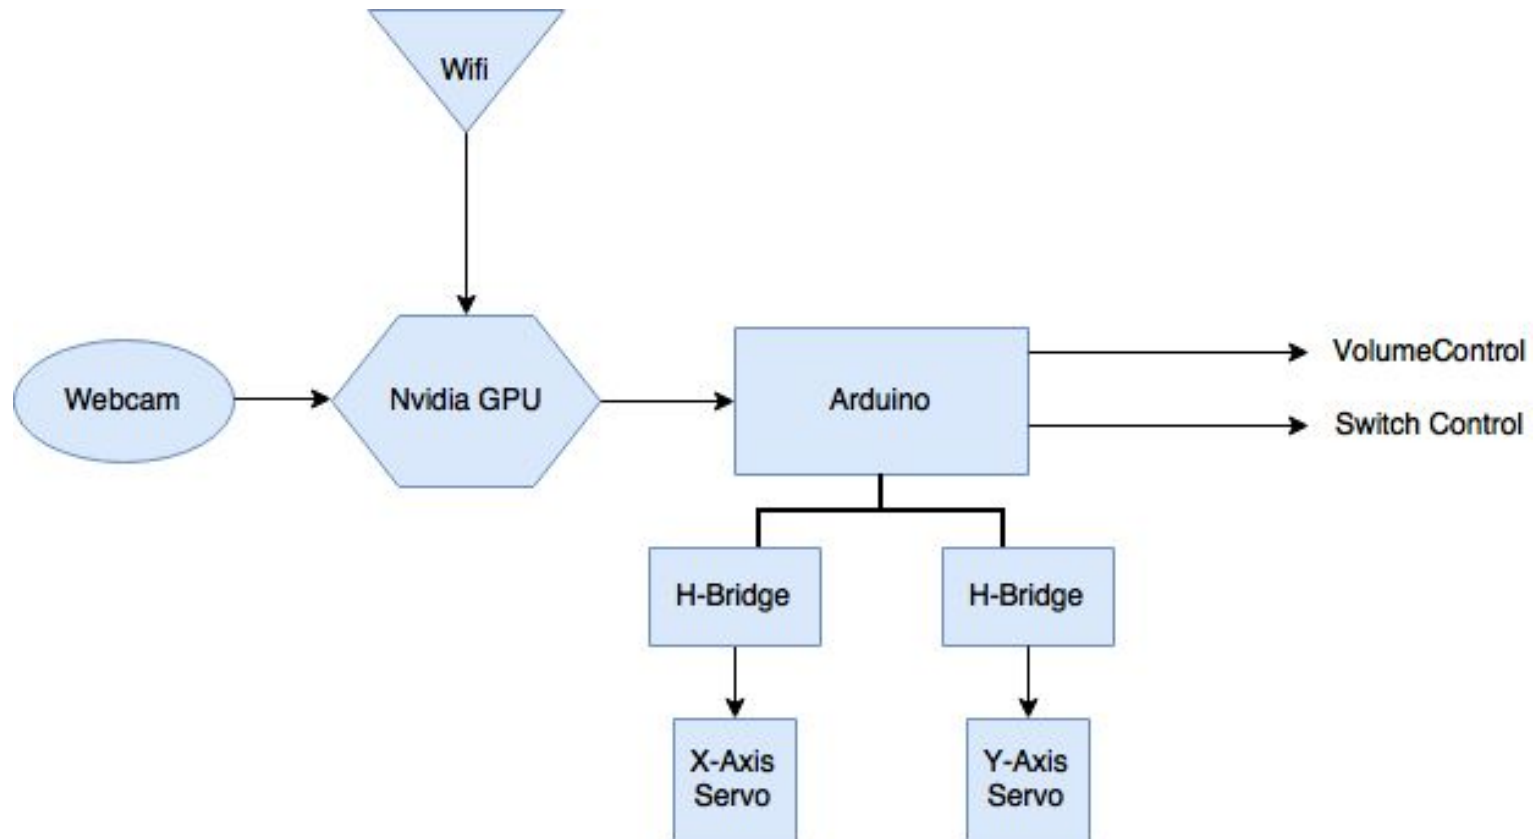 Wifi
Webcam
Nvidia GPU
Arduino
VolumeControl
Switch Control
H-Bridge
H-Bridge
X-Axis
Servo
Y-Axis
Servo